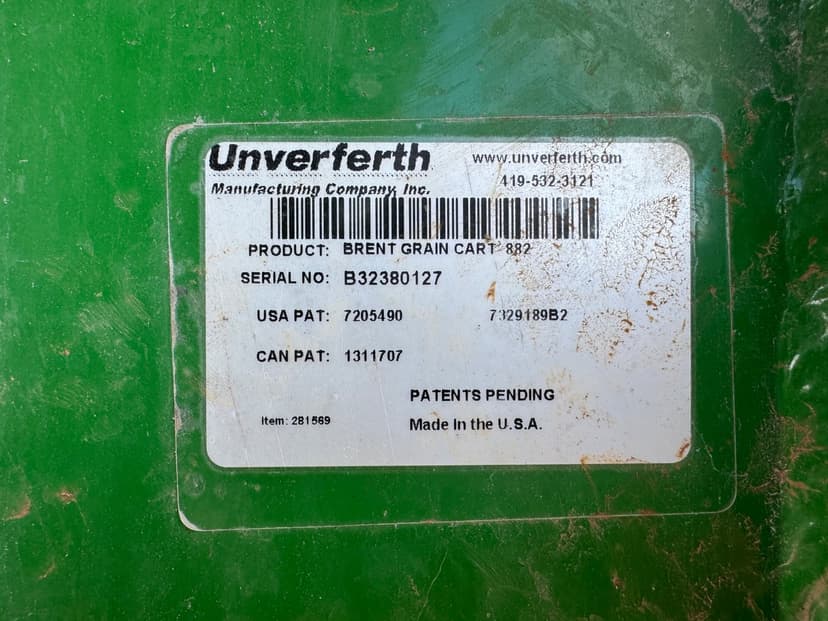 Unverferth www.unverferth.com
Manufacturing Company, Inc. 419-532-3121
PRODUCT: BRENT GRAIN CART 882
SERIAL NO: B32380127
USA PAT: 7205490 7329189B2
CAN PAT: 1311707
PATENTS PENDING
Item: 281569 Made In the U.S.A.